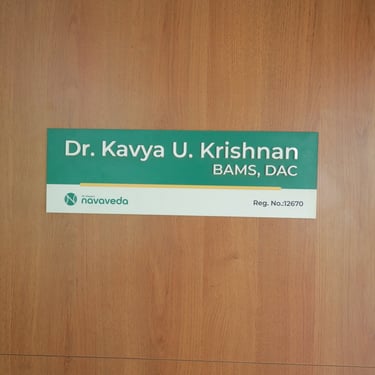 Dr. Kavya U. Krishnan
BAMS, DAC
navaveda
Reg. No.:12670